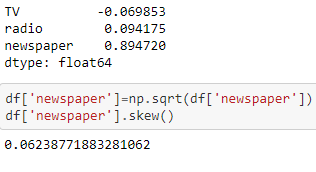 TV -0.069853
radio 0.094175
newspaper 0.894720
dtype: float64
df['newspaper']=np.sqrt(df['newspaper'])
df['newspaper'].skew()
0.06238771883281062